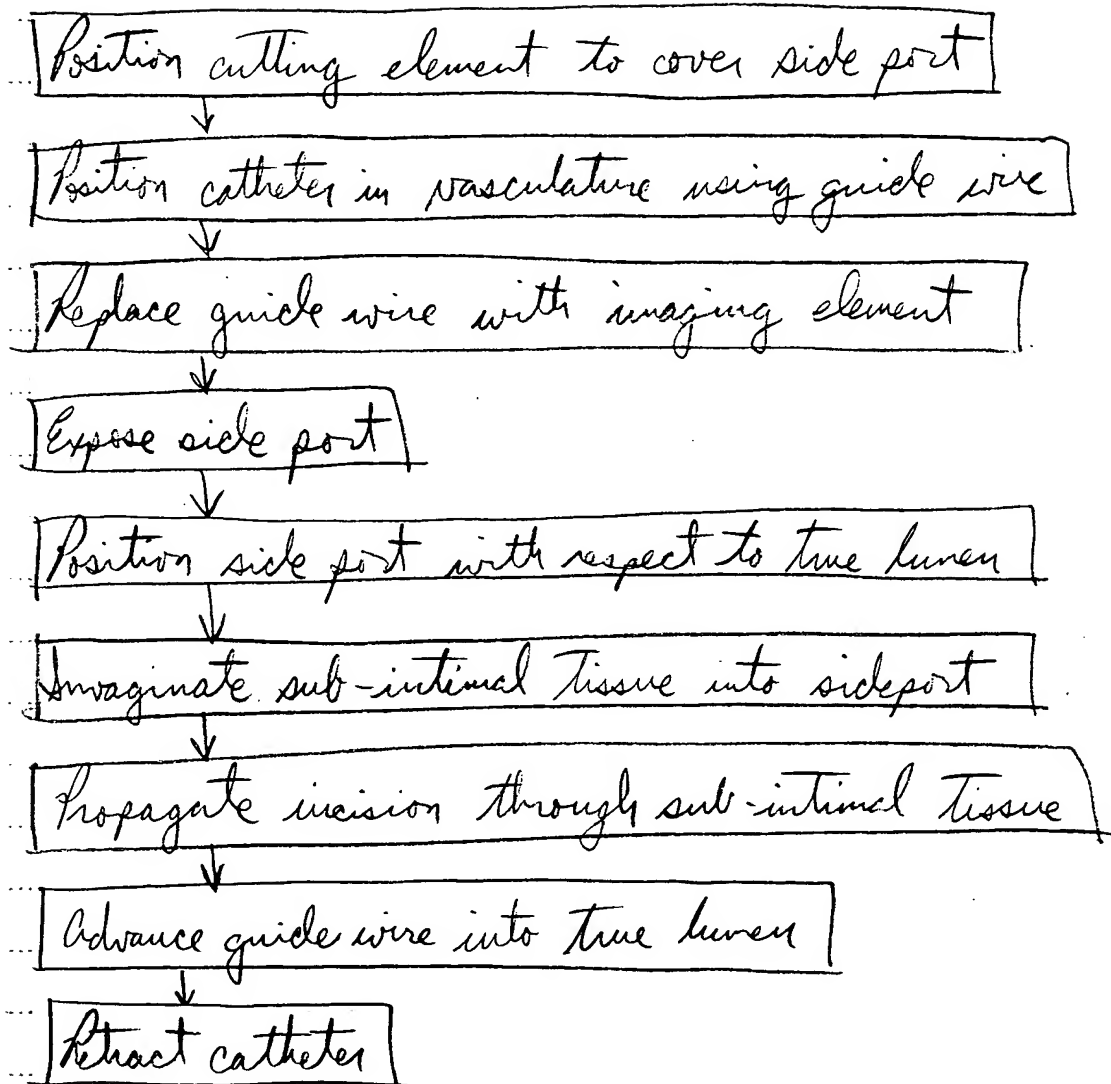 Position cutting element to cover side port
Position catheter in vasculature using guide wire
Replace guide wire with imaging element
Expose side port
Position side port with respect to true lumen
Invaginate sub-intimal Tissue into sideport
Propagate incision through sub-intimal Tissue
Advance guide wire into true lumen
Retract catheter